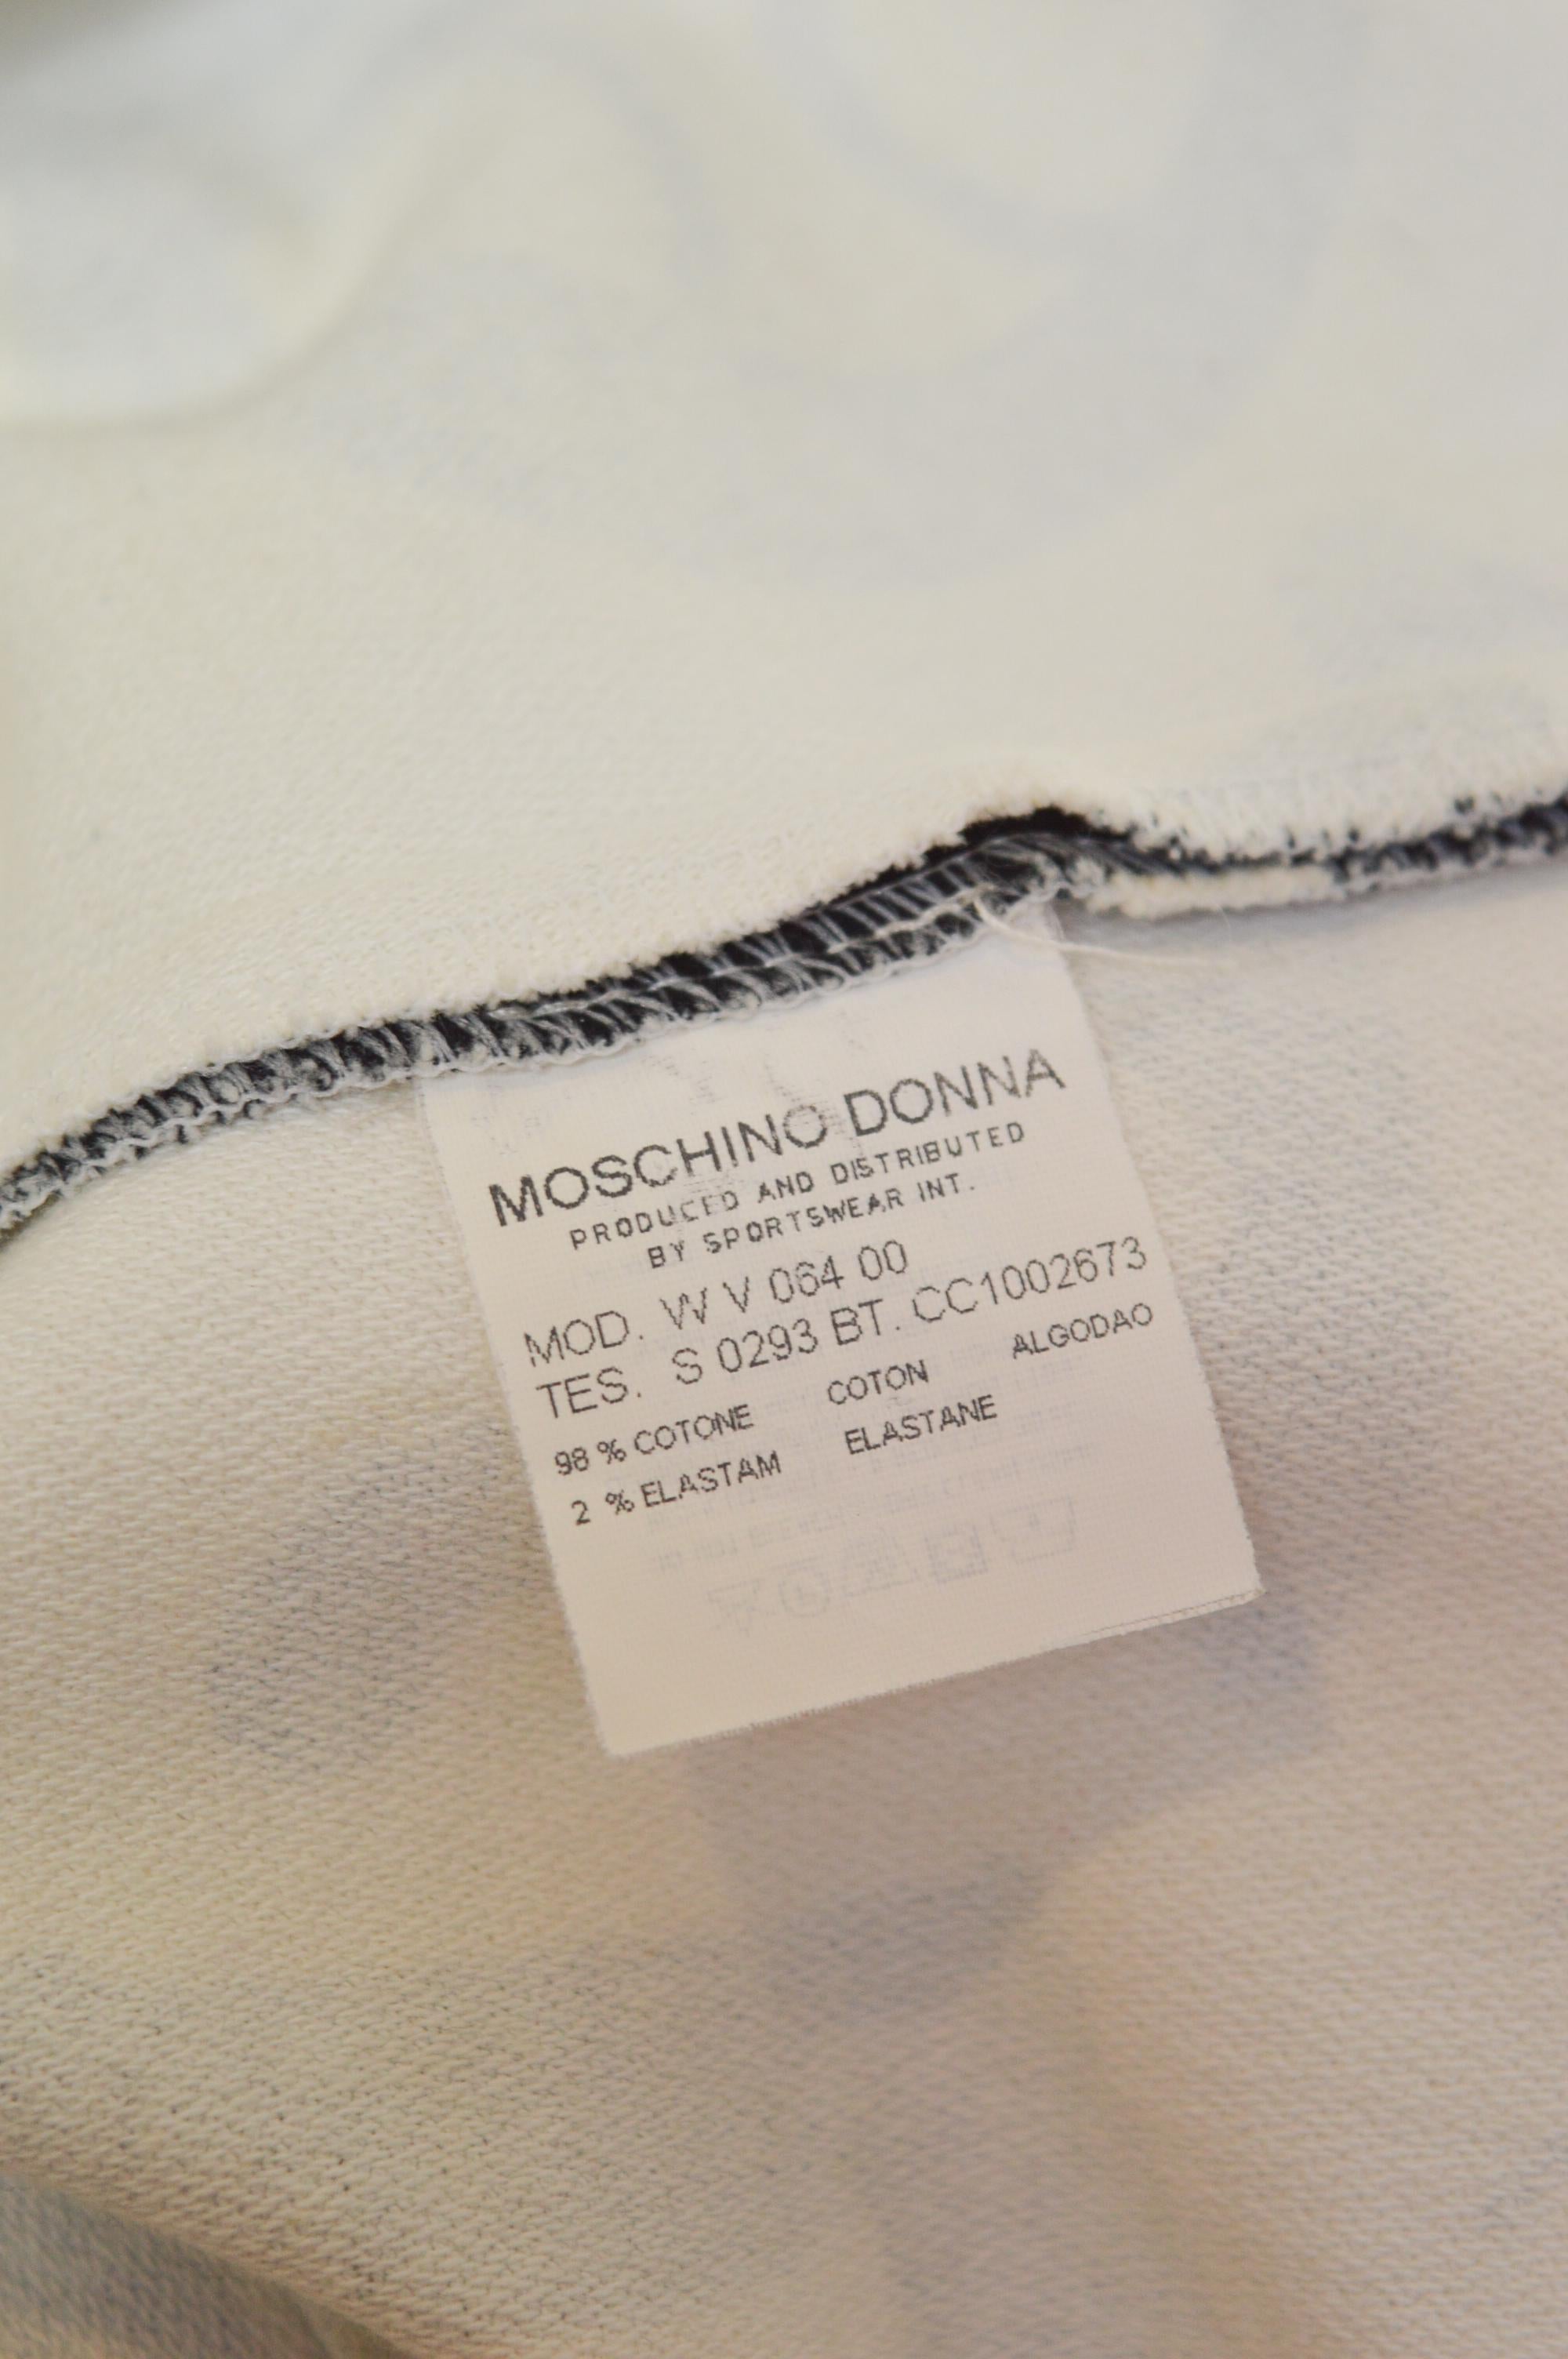 MOSCHINO DONNA
PRODUCED AND DISTRIBUTED
BY SPORTSWEAR INT.
MOD. W V 064 00
TES. S 0293 BT. CC1002673
98 % COTONE COTON ALGODAO
2 % ELASTAM ELASTANE